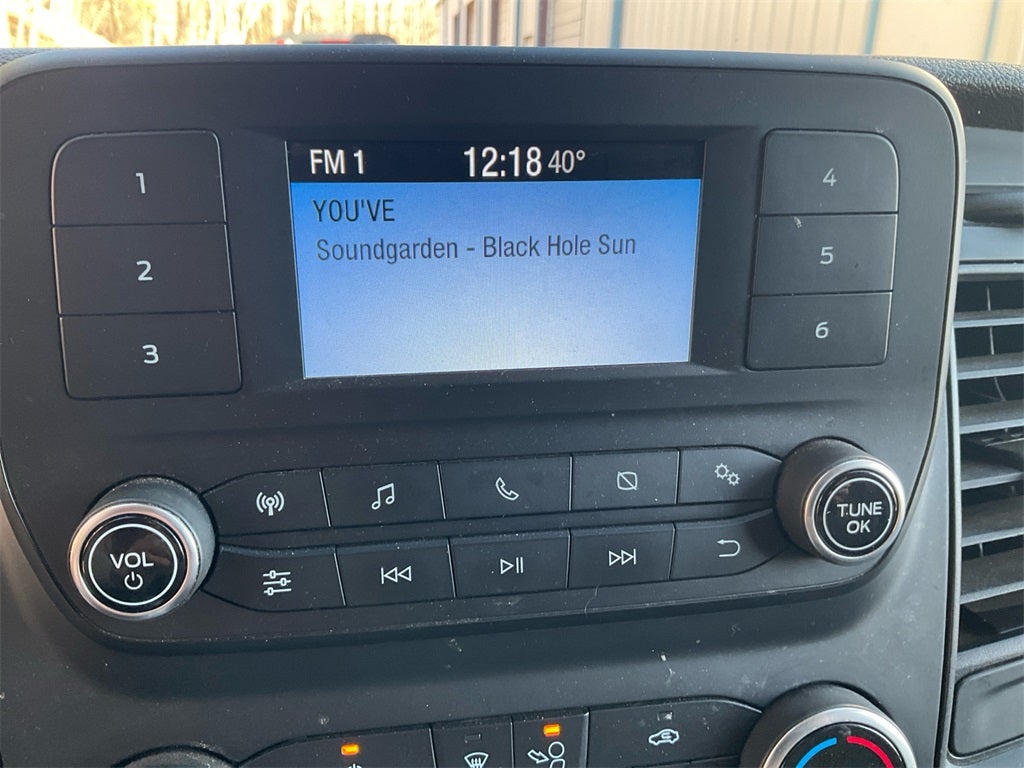 FM 1 12:18 40°
YOU'VE
Soundgarden - Black Hole Sun
1
2
3
4
5
6
VOL
TUNE
OK